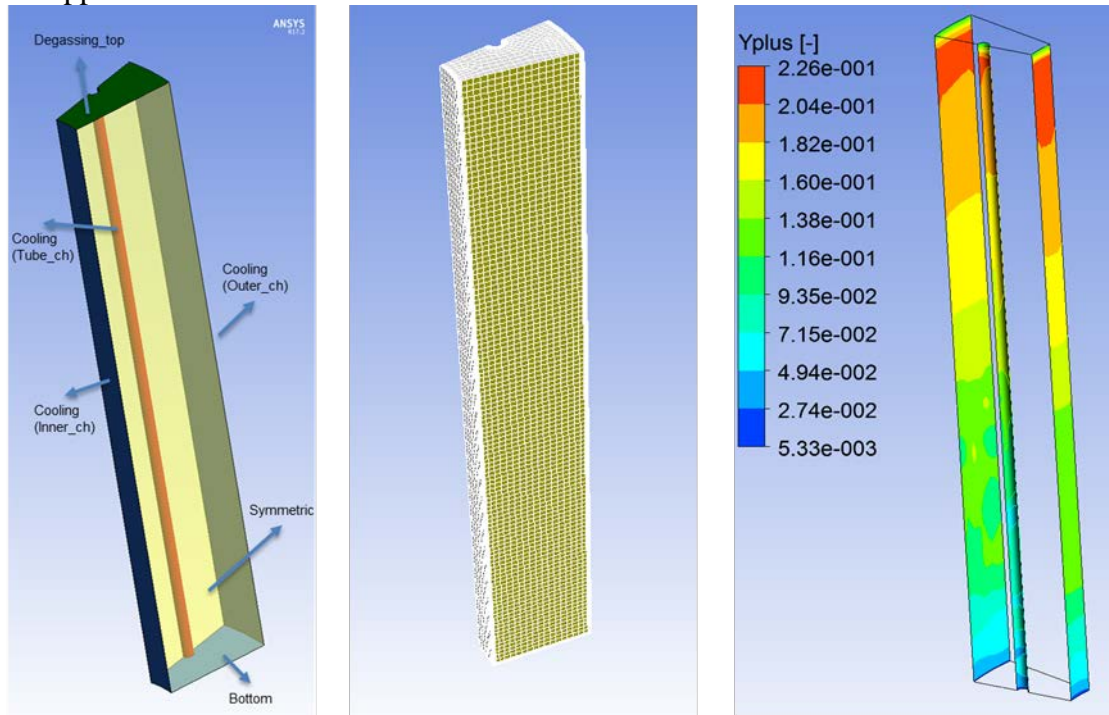 ANSYS
R17.2
Degassing_top
Cooling
(Tube_ch)
Cooling
(Outer_ch)
Cooling
(Inner_ch)
Symmetric
Bottom
Yplus [-]
2.26e-001
2.04e-001
1.82e-001
1.60e-001
1.38e-001
1.16e-001
9.35e-002
7.15e-002
4.94e-002
2.74e-002
5.33e-003